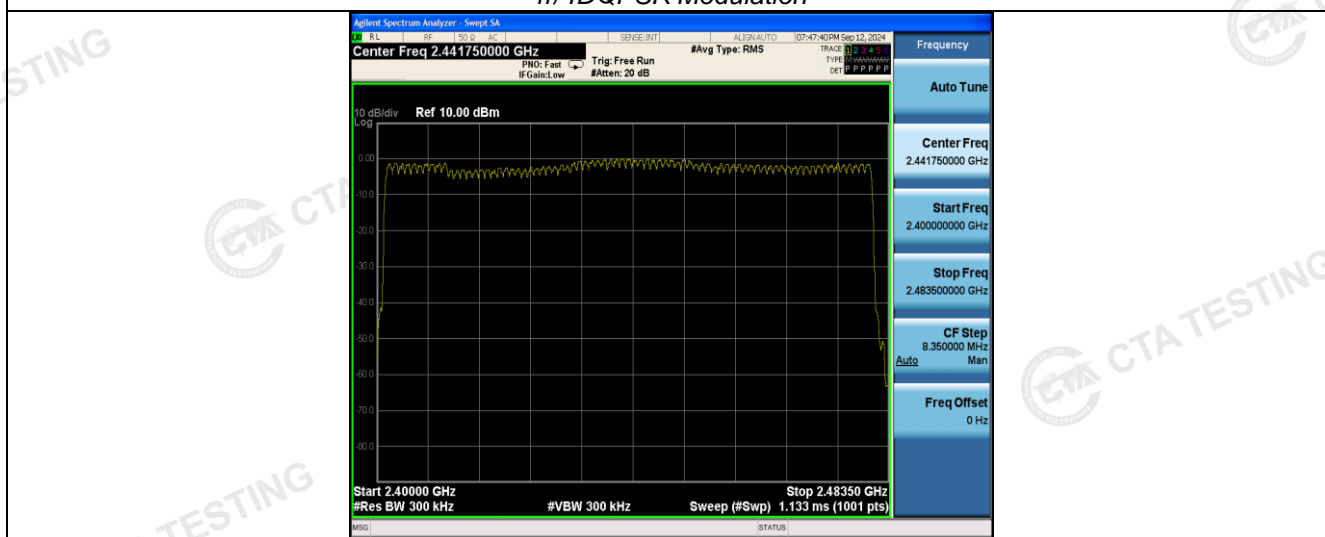 Agilent Spectrum Analyzer - Swept SA
RL RF 50 Ω AC SENSE:INT ALIGN AUTO 07:47:40 PM Sep 12, 2024
Center Freq 2.441750000 GHz
PNO: Fast
IFGain:Low
Trig: Free Run
#Atten: 20 dB
#Avg Type: RMS
TRACE 1 2 3 4 5 6
TYPE M
DET P P P P P P
10 dB/div Ref 10.00 dBm
Log
0.00
-10.0
-20.0
-30.0
-40.0
-50.0
-60.0
-70.0
-80.0
Start 2.40000 GHz Stop 2.48350 GHz
#Res BW 300 kHz #VBW 300 kHz Sweep (#Swp) 1.133 ms (1001 pts)
MSG STATUS
Frequency
Auto Tune
Center Freq
2.441750000 GHz
Start Freq
2.400000000 GHz
Stop Freq
2.483500000 GHz
CF Step
8.350000 MHz
Auto Man
Freq Offset
0 Hz
STING
CTA
CTA TESTING
TESTING